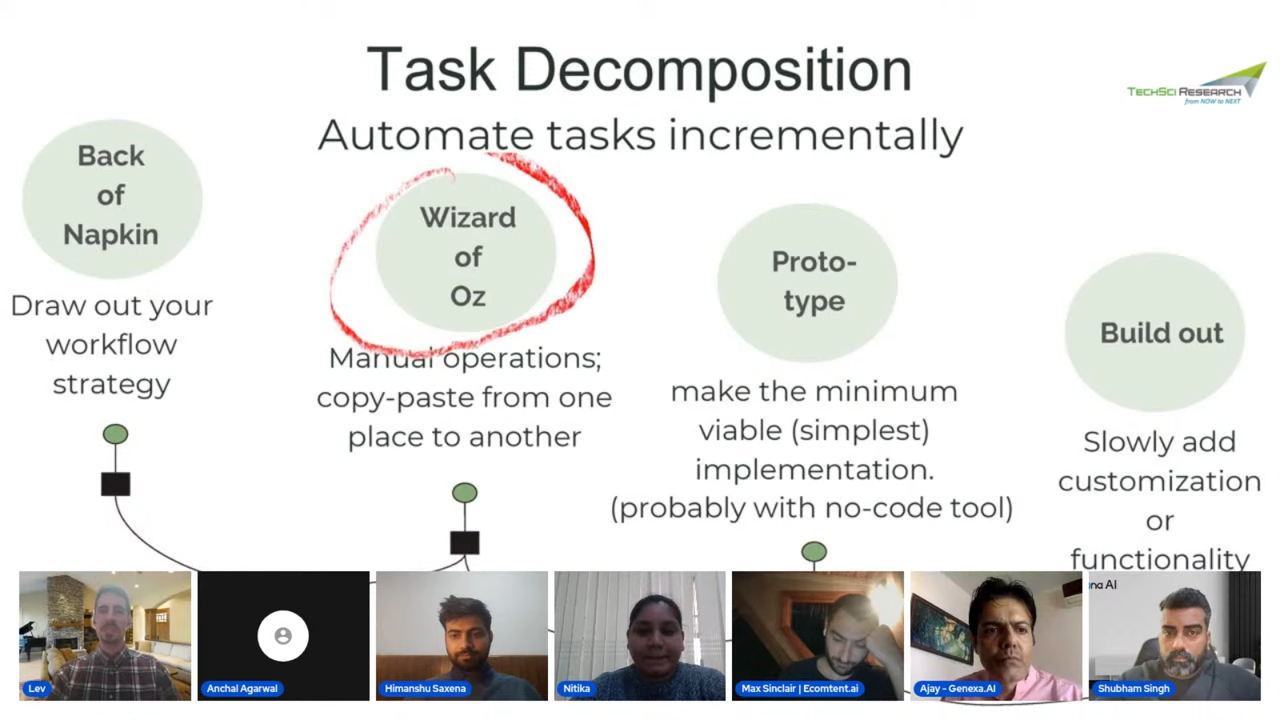 Task Decomposition
Automate tasks incrementally
TechSci Research
from NOW to NEXT
Back
of
Napkin
Draw out your
workflow
strategy
Wizard
of
Oz
Manual operations;
copy-paste from one
place to another
Proto-
type
make the minimum
viable (simplest)
implementation.
(probably with no-code tool)
Build out
Slowly add
customization
or
functionality
Lev
Anchal Agarwal
Himanshu Saxena
Nitika
Max Sinclair | Ecomtent.ai
Ajay - Genexa.AI
Shubham Singh